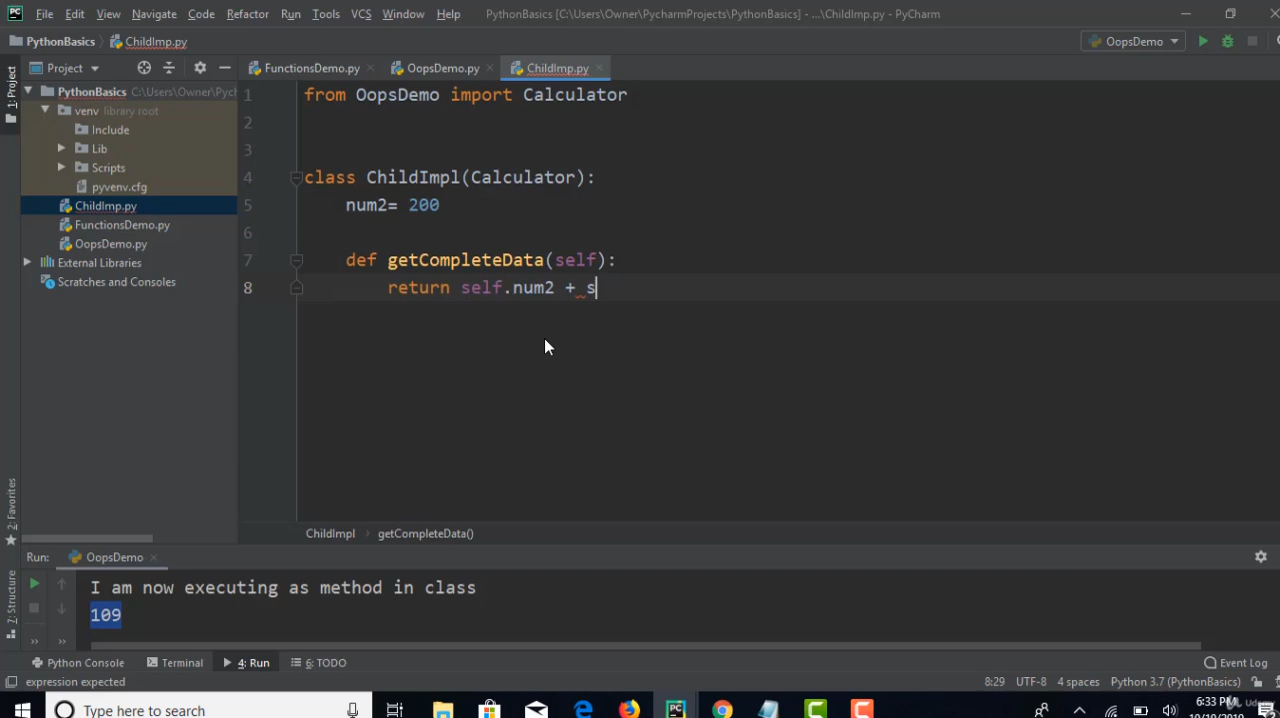 PC File Edit View Navigate Code Refactor Run Tools VCS Window Help PythonBasics [C:\Users\Owner\PycharmProjects\PythonBasics] - ...\ChildImp.py - PyCharm
PythonBasics ChildImp.py OopsDemo
Project FunctionsDemo.py OopsDemo.py ChildImp.py
1: Project
PythonBasics C:\Users\Owner\Pych
venv library root
Include
Lib
Scripts
pyvenv.cfg
ChildImp.py
FunctionsDemo.py
OopsDemo.py
External Libraries
Scratches and Consoles
1 from OopsDemo import Calculator
2
3
4 class ChildImpl(Calculator):
5 num2= 200
6
7 def getCompleteData(self):
8 return self.num2 + s
ChildImpl getCompleteData()
2: Favorites
7: Structure
Run: OopsDemo
I am now executing as method in class
109
Python Console Terminal 4: Run 6: TODO Event Log
expression expected 8:29 UTF-8 4 spaces Python 3.7 (PythonBasics)
Type here to search PC 6:33 PM